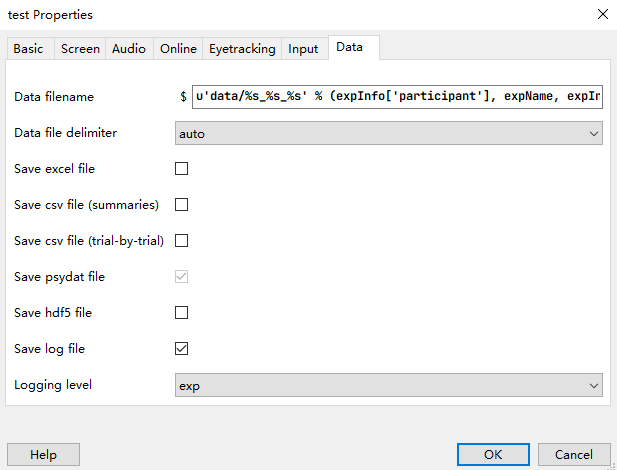 test Properties
Basic Screen Audio Online Eyetracking Input Data
Data filename $ u'data/%s_%s_%s' % (expInfo['participant'], expName, expIn
Data file delimiter auto
Save excel file
Save csv file (summaries)
Save csv file (trial-by-trial)
Save psydat file
Save hdf5 file
Save log file
Logging level exp
Help OK Cancel